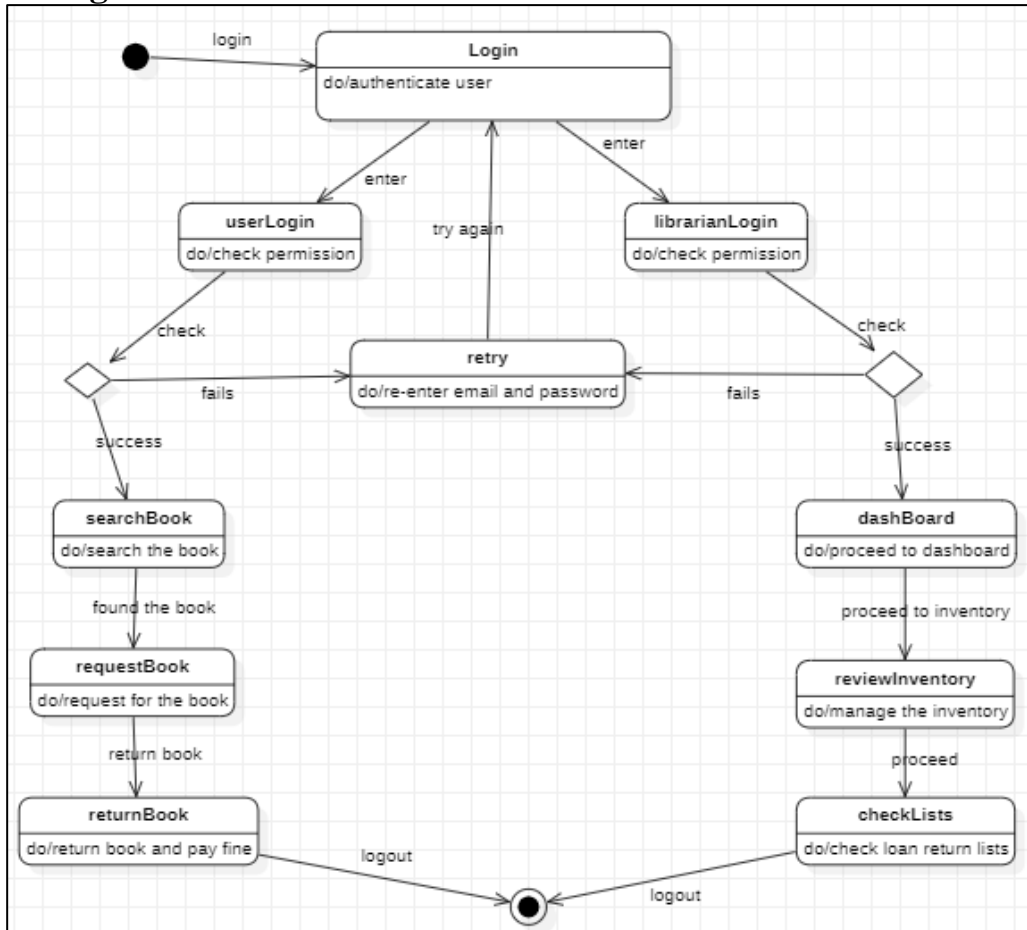 login
Login
do/authenticate user
enter
enter
userLogin
do/check permission
try again
librarianLogin
do/check permission
check
check
retry
do/re-enter email and password
fails
fails
success
success
searchBook
do/search the book
dashBoard
do/proceed to dashboard
found the book
proceed to inventory
requestBook
do/request for the book
reviewInventory
do/manage the inventory
return book
proceed
returnBook
do/return book and pay fine
checkLists
do/check loan return lists
logout
logout